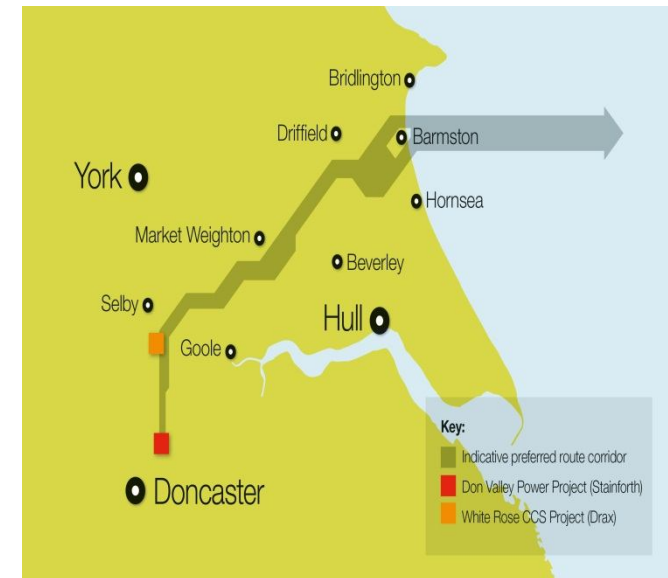 Bridlington
Driffield
Barmston
York
Hornsea
Market Weighton
Beverley
Selby
Hull
Goole
Key:
Indicative preferred route corridor
Don Valley Power Project (Stainforth)
Doncaster
White Rose CCS Project (Drax)